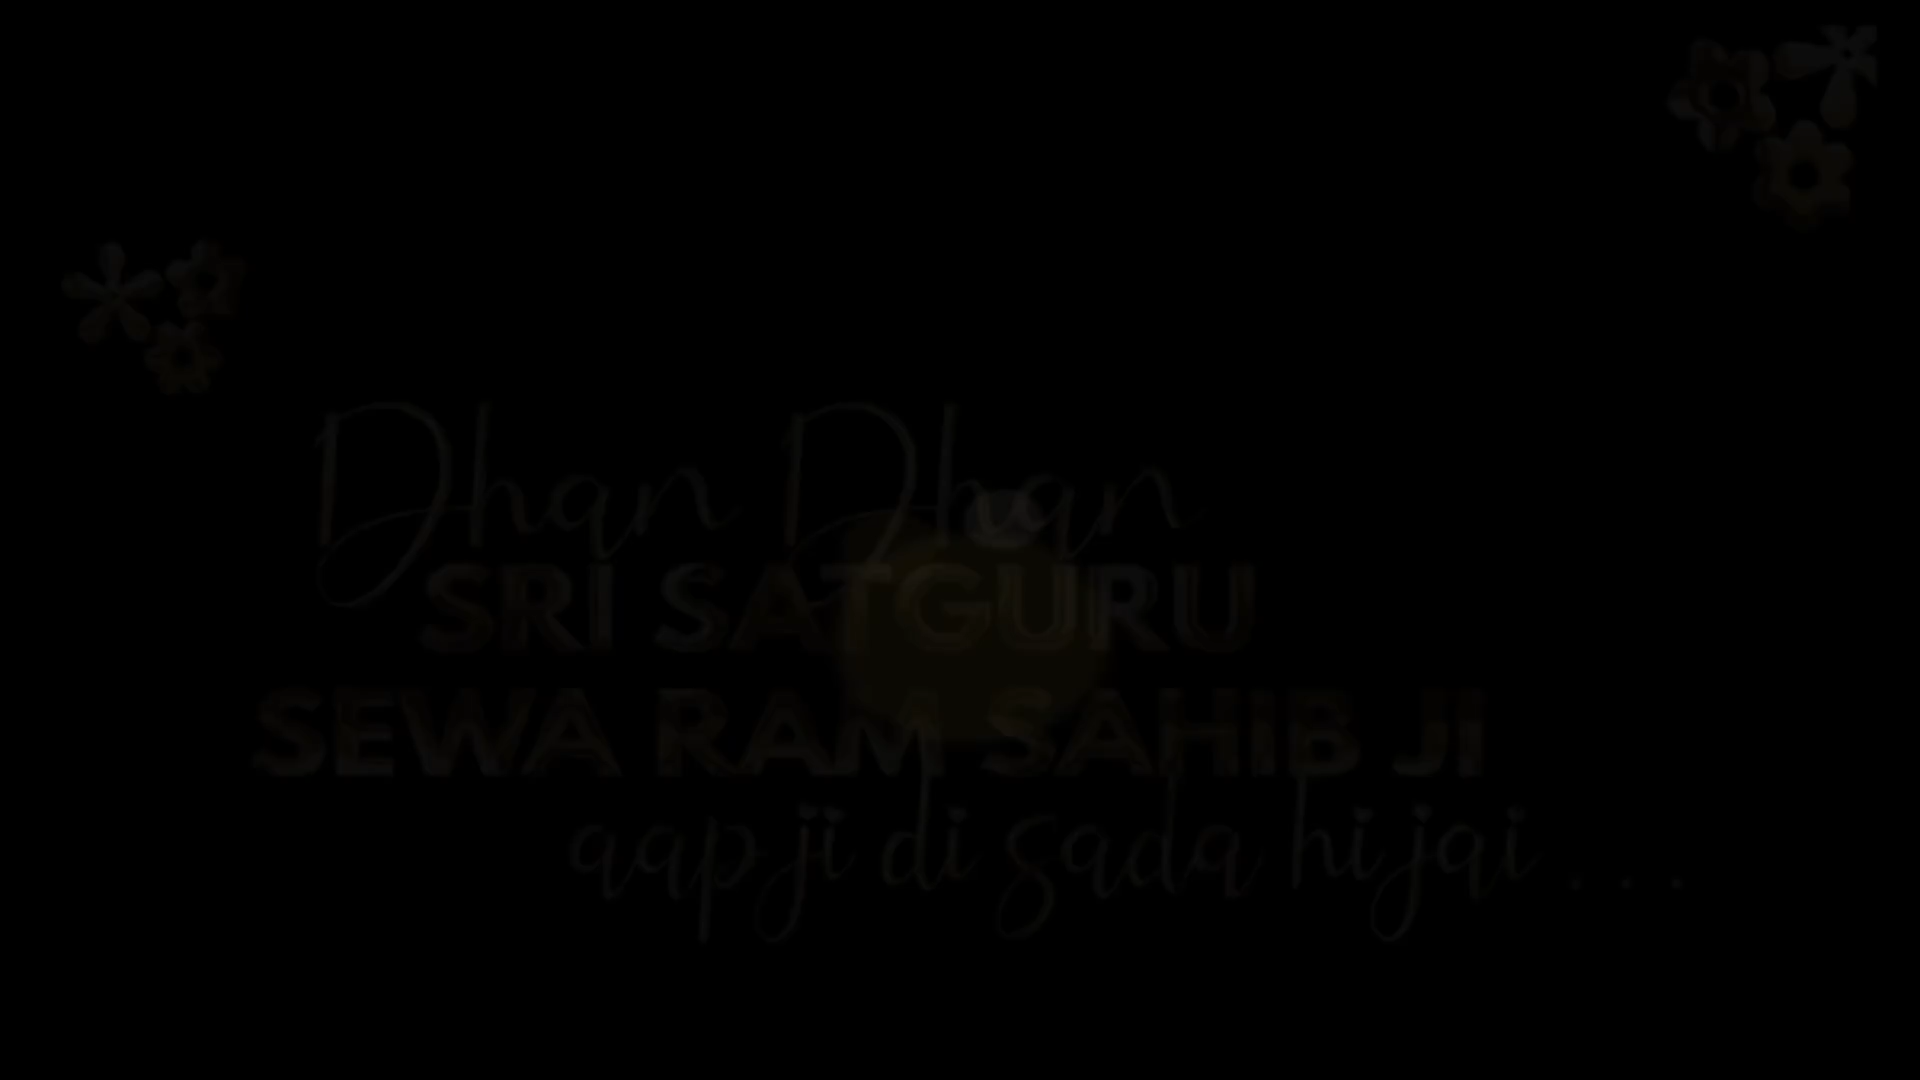 Dhan Dhan
SRI SATGURU
SEWA RAM SAHIB JI
aap ji di sada hi jai . . .